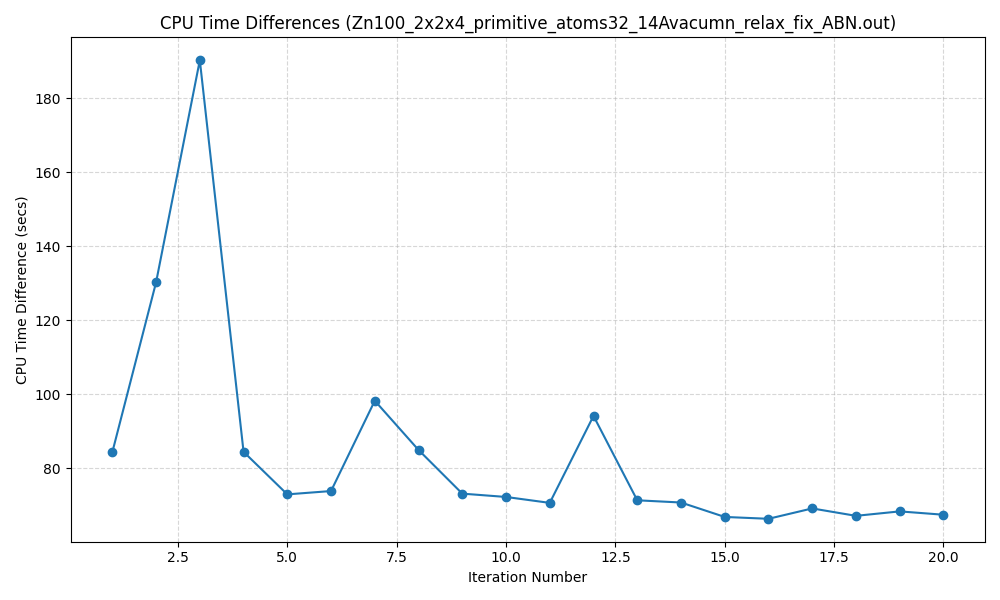 CPU Time Differences (Zn100_2x2x4_primitive_atoms32_14Avacumn_relax_fix_ABN.out)
CPU Time Difference (secs)
180
160
140
120
100
80
2.5 5.0 7.5 10.0 12.5 15.0 17.5 20.0
Iteration Number